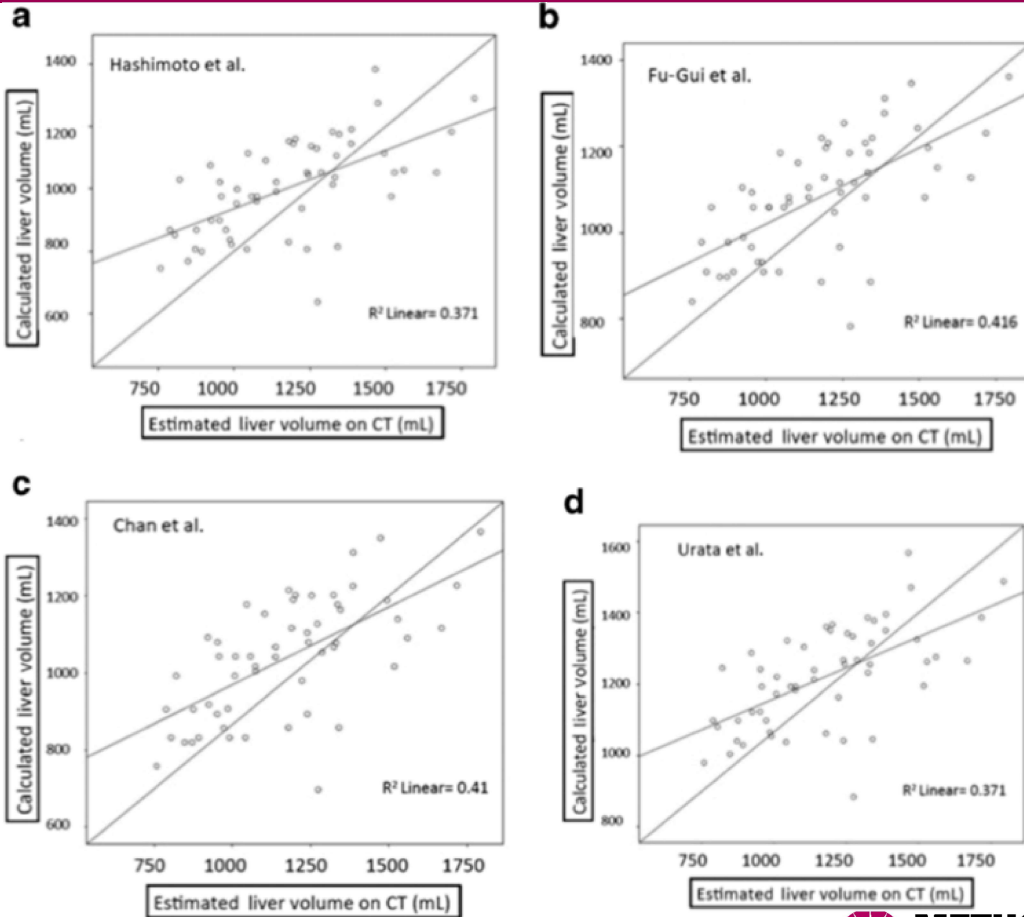 a
Hashimoto et al.
Calculated liver volume (mL)
1400
1200
1000
800
600
R² Linear= 0.371
750 1000 1250 1500 1750
Estimated liver volume on CT (mL)
b
Fu-Gui et al.
Calculated liver volume (mL)
1400
1200
1000
800
R² Linear= 0.416
750 1000 1250 1500 1750
Estimated liver volume on CT (mL)
c
Chan et al.
Calculated liver volume (mL)
1400
1200
1000
800
600
R² Linear= 0.41
750 1000 1250 1500 1750
Estimated liver volume on CT (mL)
d
Urata et al.
Calculated liver volume (mL)
1600
1400
1200
1000
800
R² Linear= 0.371
750 1000 1250 1500 1750
Estimated liver volume on CT (mL)